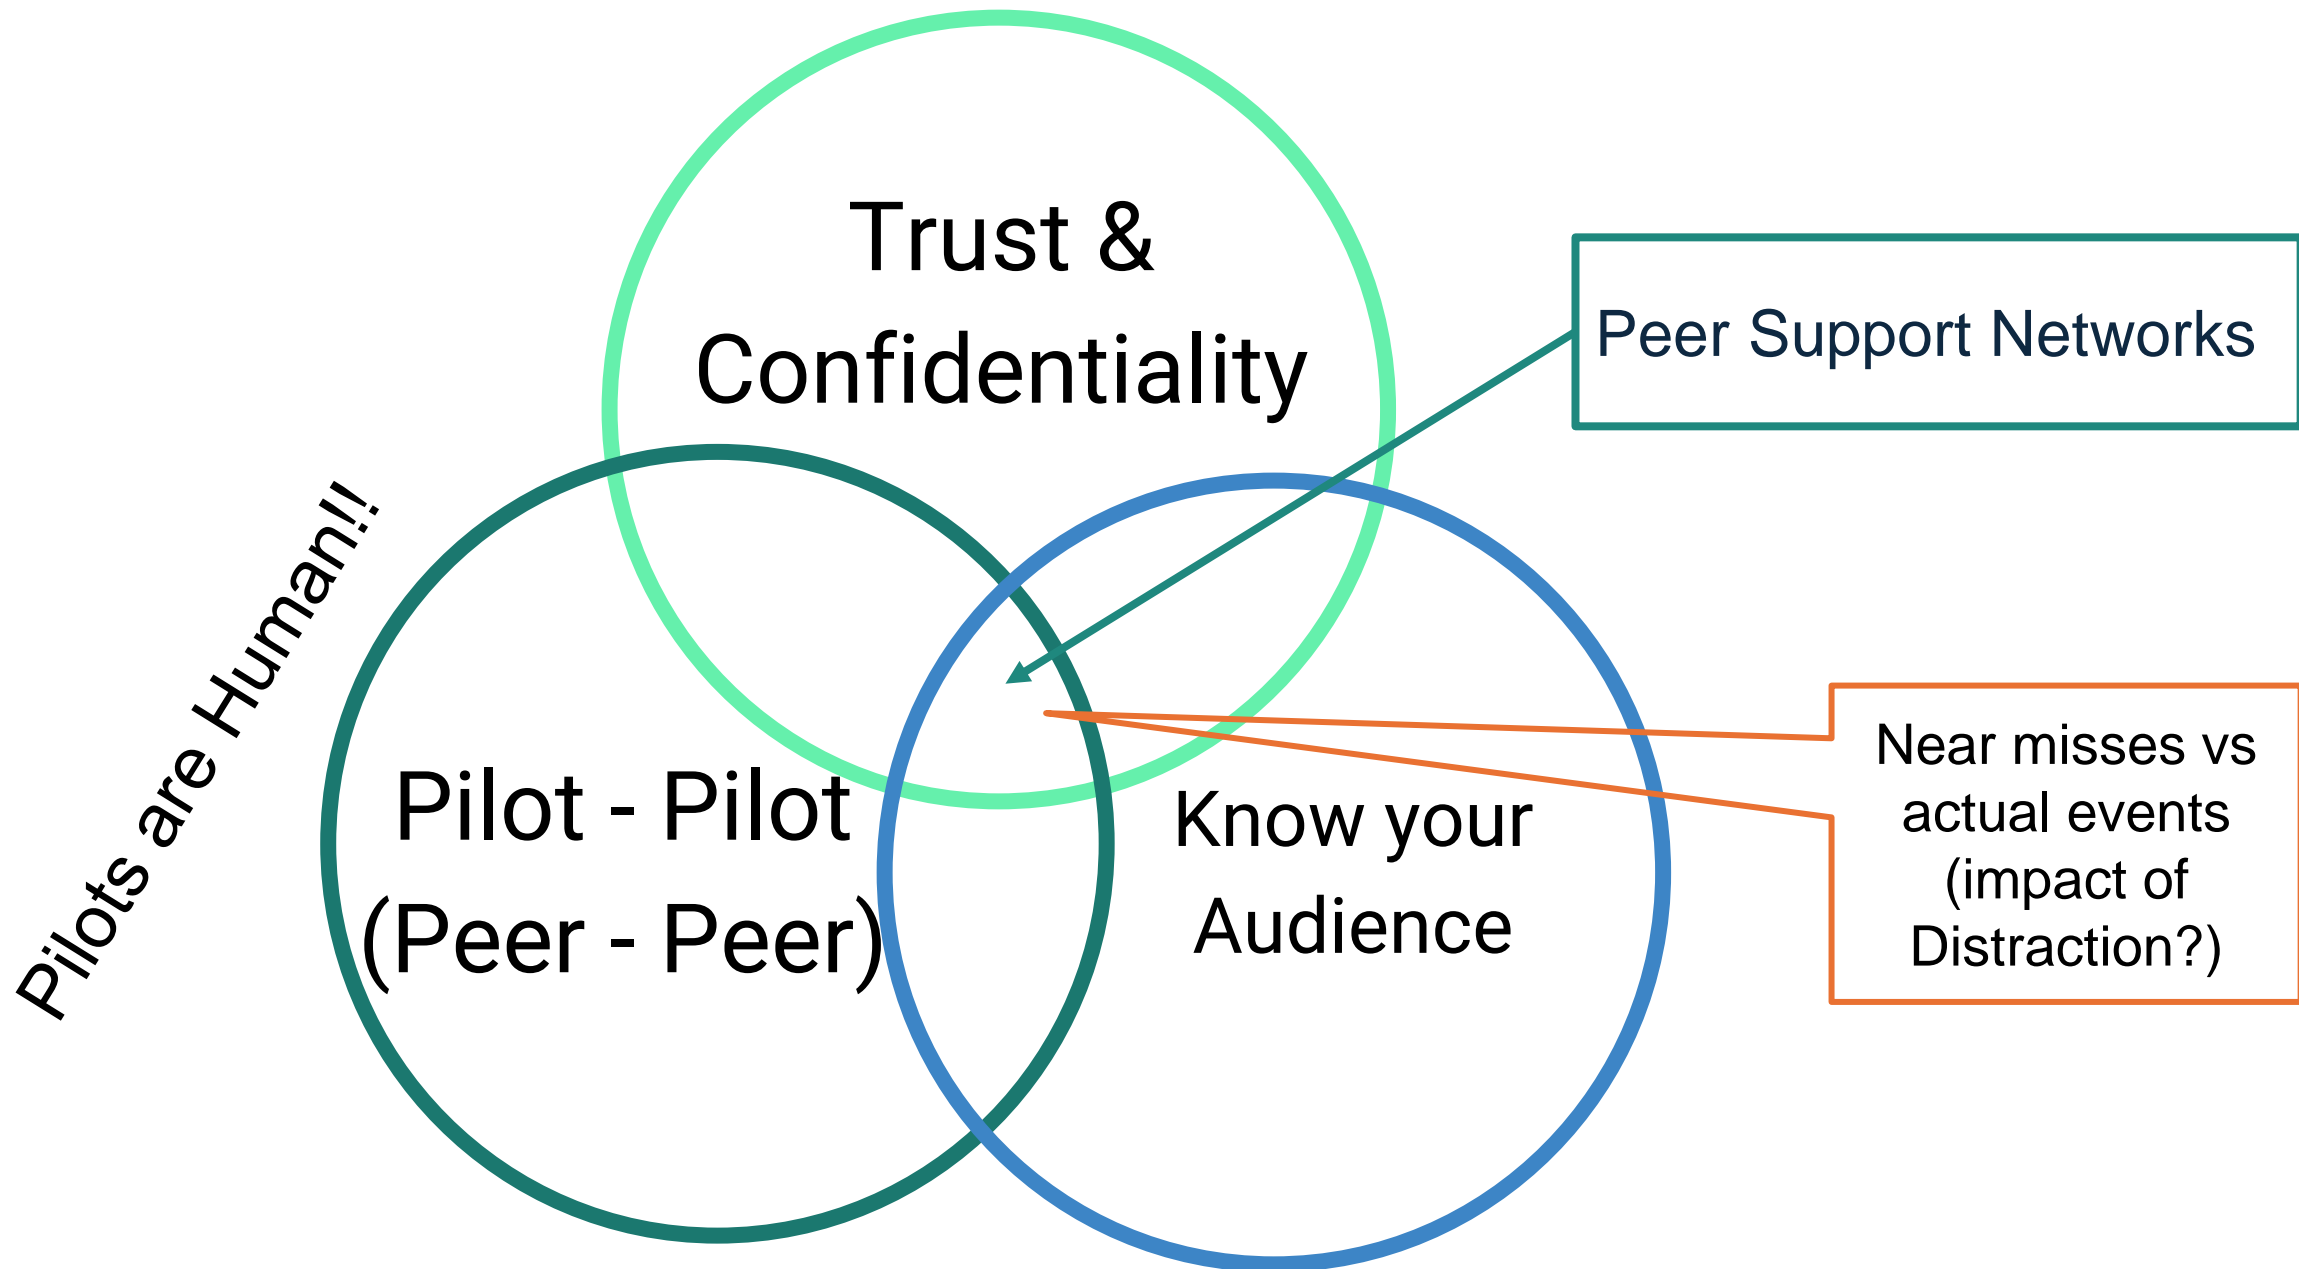 Trust &
Confidentiality
Peer Support Networks
Pilots are Human!!
Pilot - Pilot
(Peer - Peer)
Know your
Audience
Near misses vs
actual events
(impact of
Distraction?)